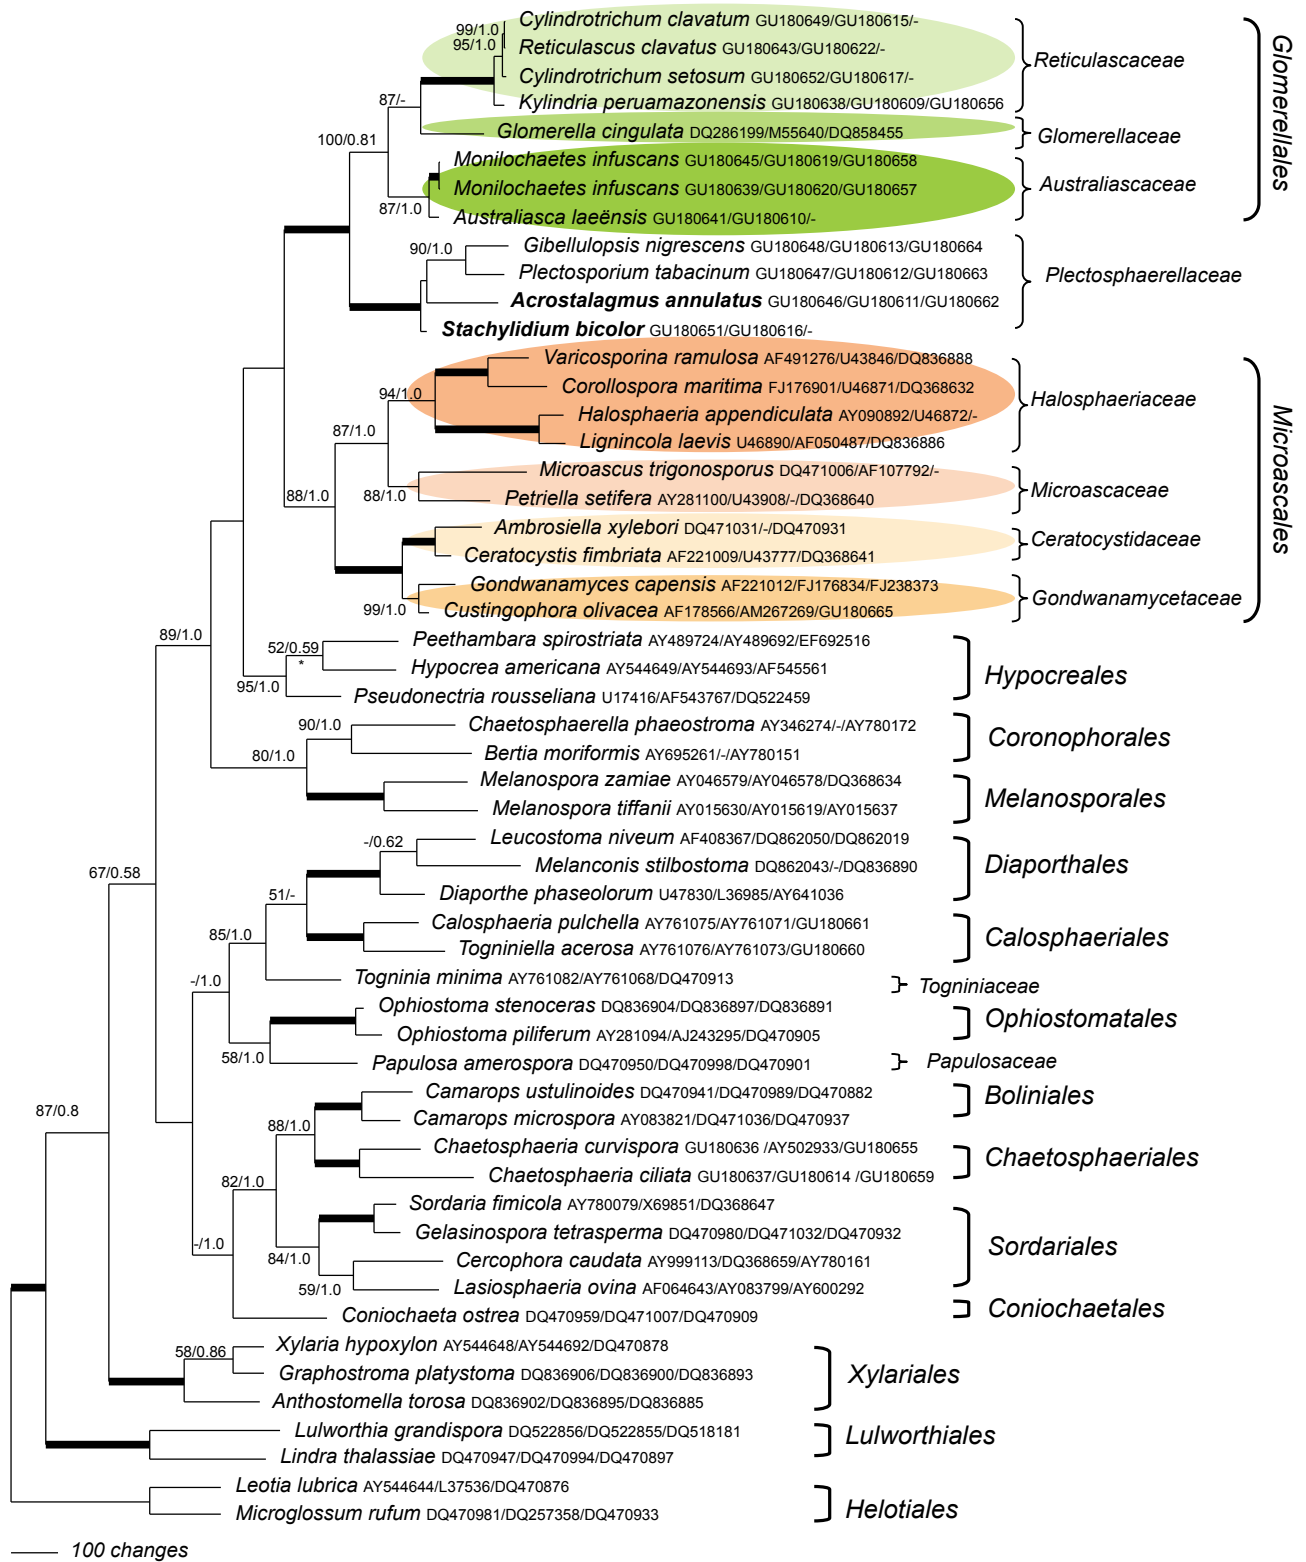 Cylindrotrichum clavatum GU180649/GU180615/-
99/1.0
95/1.0
Reticulascus clavatus GU180643/GU180622/-
Reticulascaceae
Cylindrotrichum setosum GU180652/GU180617/-
Kylindria peruamazonensis GU180638/GU180609/GU180656
87/-
Glomerella cingulata DQ286199/M55640/DQ858455
Glomerellaceae
Glomerellales
100/0.81
Monilochaetes infuscans GU180645/GU180619/GU180658
Monilochaetes infuscans GU180639/GU180620/GU180657
Australiascaceae
87/1.0
Australiasca laeënsis GU180641/GU180610/-
Gibellulopsis nigrescens GU180648/GU180613/GU180664
90/1.0
Plectosporium tabacinum GU180647/GU180612/GU180663
Plectosphaerellaceae
Acrostalagmus annulatus GU180646/GU180611/GU180662
Stachylidium bicolor GU180651/GU180616/-
Varicosporina ramulosa AF491276/U43846/DQ836888
Corollospora maritima FJ176901/U46871/DQ368632
94/1.0
Halosphaeriaceae
Halosphaeria appendiculata AY090892/U46872/-
87/1.0
Lignincola laevis U46890/AF050487/DQ836886
Microascales
Microascus trigonosporus DQ471006/AF107792/-
88/1.0
88/1.0
Petriella setifera AY281100/U43908/-/DQ368640
Microascaceae
Ambrosiella xylebori DQ471031/-/DQ470931
Ceratocystidaceae
Ceratocystis fimbriata AF221009/U43777/DQ368641
Gondwanamyces capensis AF221012/FJ176834/FJ238373
Gondwanamycetaceae
99/1.0
Custingophora olivacea AF178566/AM267269/GU180665
89/1.0
Peethambara spirostriata AY489724/AY489692/EF692516
52/0.59
*
Hypocrea americana AY544649/AY544693/AF545561
Hypocreales
95/1.0
Pseudonectria rousseliana U17416/AF543767/DQ522459
90/1.0
Chaetosphaerella phaeostroma AY346274/-/AY780172
Coronophorales
80/1.0
Bertia moriformis AY695261/-/AY780151
Melanospora zamiae AY046579/AY046578/DQ368634
Melanosporales
Melanospora tiffanii AY015630/AY015619/AY015637
-/0.62
Leucostoma niveum AF408367/DQ862050/DQ862019
Melanconis stilbostoma DQ862043/-/DQ836890
Diaporthales
67/0.58
51/-
Diaporthe phaseolorum U47830/L36985/AY641036
Calosphaeria pulchella AY761075/AY761071/GU180661
85/1.0
Calosphaeriales
Togniniella acerosa AY761076/AY761073/GU180660
-/1.0
Togninia minima AY761082/AY761068/DQ470913
Togniniaceae
Ophiostoma stenoceras DQ836904/DQ836897/DQ836891
Ophiostomatales
Ophiostoma piliferum AY281094/AJ243295/DQ470905
58/1.0
Papulosa amerospora DQ470950/DQ470998/DQ470901
Papulosaceae
Camarops ustulinoides DQ470941/DQ470989/DQ470882
Boliniales
87/0.8
88/1.0
Camarops microspora AY083821/DQ471036/DQ470937
Chaetosphaeria curvispora GU180636 /AY502933/GU180655
Chaetosphaeriales
82/1.0
Chaetosphaeria ciliata GU180637/GU180614 /GU180659
Sordaria fimicola AY780079/X69851/DQ368647
Gelasinospora tetrasperma DQ470980/DQ471032/DQ470932
-/1.0
Sordariales
84/1.0
Cercophora caudata AY999113/DQ368659/AY780161
59/1.0
Lasiosphaeria ovina AF064643/AY083799/AY600292
Coniochaeta ostrea DQ470959/DQ471007/DQ470909
Coniochaetales
Xylaria hypoxylon AY544648/AY544692/DQ470878
58/0.86
Graphostroma platystoma DQ836906/DQ836900/DQ836893
Xylariales
Anthostomella torosa DQ836902/DQ836895/DQ836885
Lulworthia grandispora DQ522856/DQ522855/DQ518181
Lulworthiales
Lindra thalassiae DQ470947/DQ470994/DQ470897
Leotia lubrica AY544644/L37536/DQ470876
Helotiales
Microglossum rufum DQ470981/DQ257358/DQ470933
100 changes